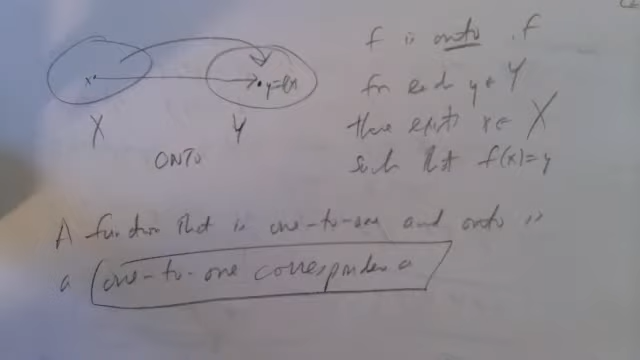 f is onto if
for each y ∈ Y
there exists x ∈ X
such that f(x)=y
x
y=f(x)
X Y
ONTO
A function that is one-to-one and onto is
a one-to-one correspondence